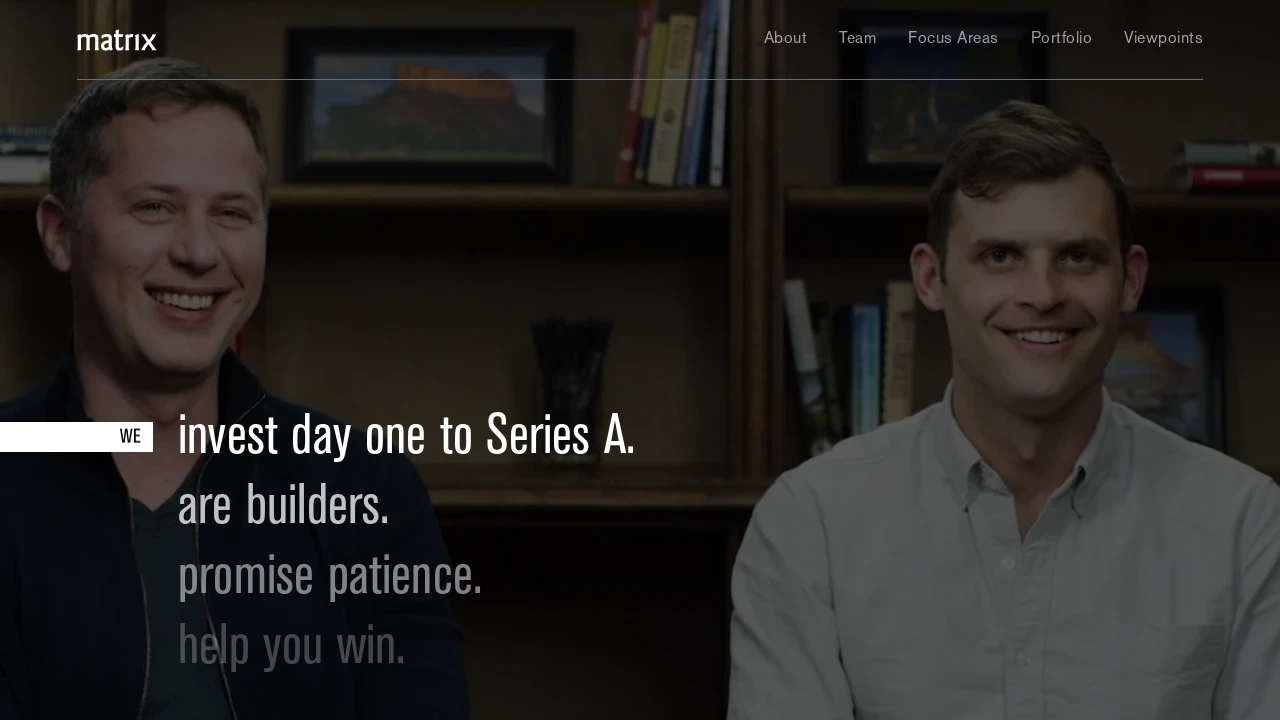 matrix
About Team Focus Areas Portfolio Viewpoints
WE invest day one to Series A.
are builders.
promise patience.
help you win.